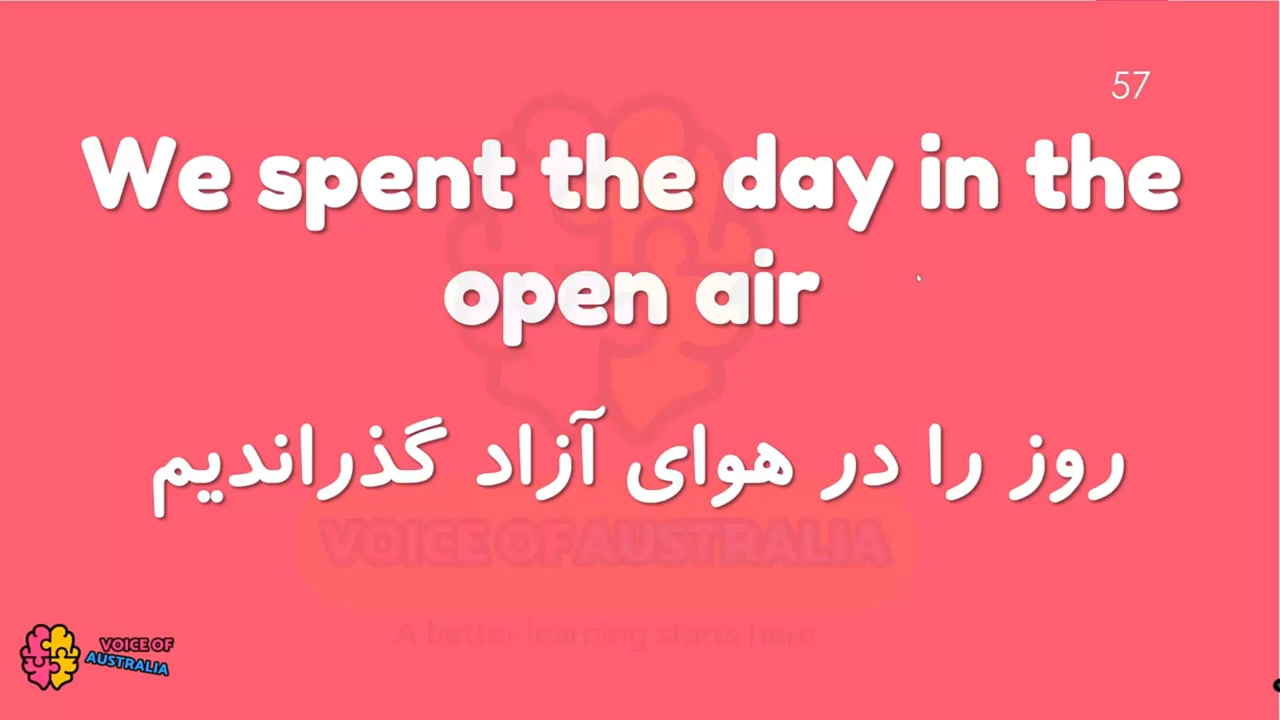 57
We spent the day in the
open air
روز را در هوای آزاد گذراندیم
VOICE OF AUSTRALIA
A better learning starts here
VOICE OF
AUSTRALIA